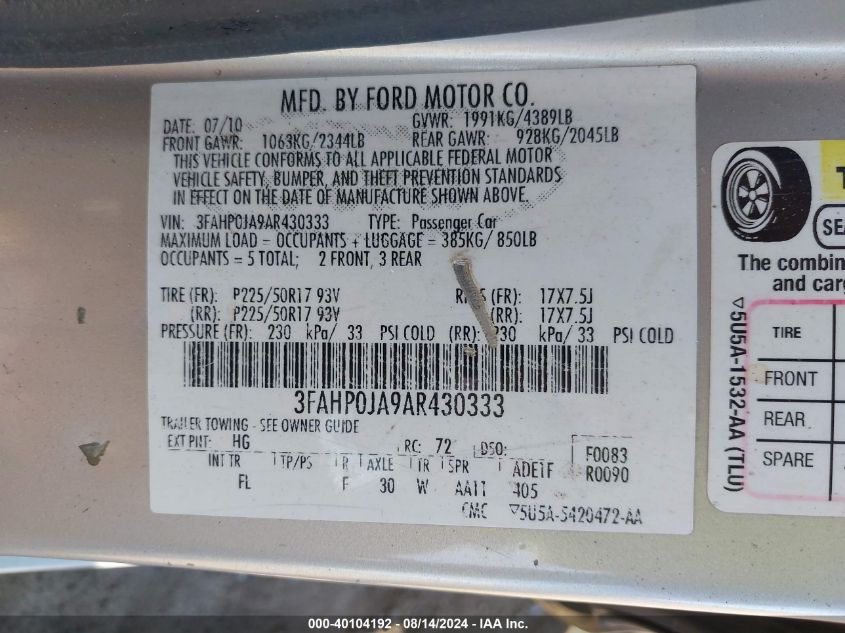 MFD. BY FORD MOTOR CO.
DATE: 07/10 GVWR: 1991KG/4389LB
FRONT GAWR: 1063KG/2344LB REAR GAWR: 928KG/2045LB
THIS VEHICLE CONFORMS TO ALL APPLICABLE FEDERAL MOTOR
VEHICLE SAFETY, BUMPER, AND THEFT PREVENTION STANDARDS
IN EFFECT ON THE DATE OF MANUFACTURE SHOWN ABOVE.
VIN: 3FAHP0JA9AR430333 TYPE: Passenger Car
MAXIMUM LOAD = OCCUPANTS + LUGGAGE = 385KG/ 850LB
OCCUPANTS = 5 TOTAL; 2 FRONT, 3 REAR
TIRE (FR): P225/50R17 93V (FR): 17X7.5J
(RR): P225/50R17 93V (RR): 17X7.5J
PRESSURE (FR): 230 kPa/ 33 PSI COLD (RR): kPa/ 33 PSI COLD
3FAHP0JA9AR430333
TRAILER TOWING - SEE OWNER GUIDE
EXT PNT: HG RC: 72 DSO: F0083
R0090
INT TR TP/PS R AXLE TR SPR ADE1F
FL F 30 W AA11 405
CMC ▽5U5A-5420472-AA
T
SEA
The combin
and carg
TIRE
FRONT
REAR
SPARE
▽5U5A-1532-AA (TLU)
000-40104192 - 08/14/2024 - IAA Inc.